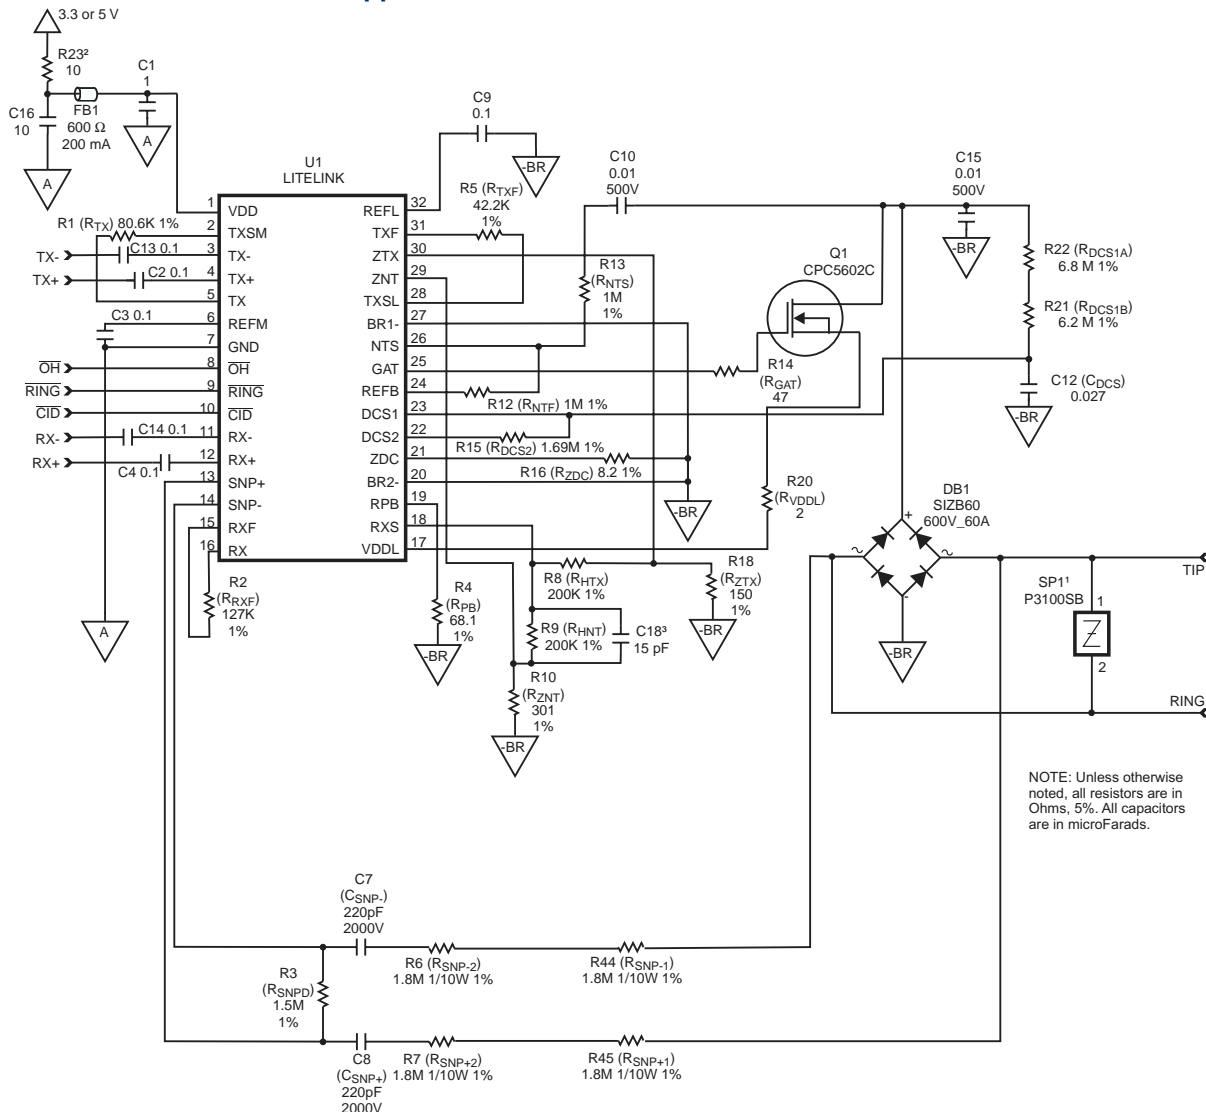 3.3 or 5 V
R23²
10
C1
1
C16
10
FB1
600 Ω
200 mA
A
A
C9
0.1
-BR
U1
LITELINK
R5 (RTXF)
42.2K
1%
C10
0.01
500V
C15
0.01
500V
-BR
R1 (RTX) 80.6K 1%
TX-
C13 0.1
TX+
C2 0.1
C3 0.1
OH
RING
CID
RX-
C14 0.1
RX+
C4 0.1
A
1 VDD
2 TXSM
3 TX-
4 TX+
5 TX
6 REFM
7 GND
8 OH
9 RING
10 CID
11 RX-
12 RX+
13 SNP+
14 SNP-
15 RXF
16 RX
REFL 32
TXF 31
ZTX 30
ZNT 29
TXSL 28
BR1- 27
NTS 26
GAT 25
REFB 24
DCS1 23
DCS2 22
ZDC 21
BR2- 20
RPB 19
RXS 18
VDDL 17
R13
(RNTS)
1M
1%
Q1
CPC5602C
R22 (RDCS1A)
6.8 M 1%
R21 (RDCS1B)
6.2 M 1%
R14
(RGAT)
47
C12 (CDCS)
0.027
-BR
R12 (RNTF) 1M 1%
R15 (RDCS2) 1.69M 1%
R16 (RZDC) 8.2 1%
-BR
R20
(RVDDL)
2
DB1
SIZB60
600V_60A
+
~
~
-
-BR
R2
(RRXF)
127K
1%
R4
(RPB)
68.1
1%
-BR
R8 (RHTX)
200K 1%
R9 (RHNT)
200K 1%
C18³
15 pF
R18
(RZTX)
150
1%
-BR
R10
(RZNT)
301
1%
-BR
TIP
SP1¹
P3100SB
1
2
RING
NOTE: Unless otherwise
noted, all resistors are in
Ohms, 5%. All capacitors
are in microFarads.
C7
(CSNP-)
220pF
2000V
R6 (RSNP-2)
1.8M 1/10W 1%
R44 (RSNP-1)
1.8M 1/10W 1%
R3
(RSNPD)
1.5M
1%
C8
(CSNP+)
220pF
2000V
R7 (RSNP+2)
1.8M 1/10W 1%
R45 (RSNP+1)
1.8M 1/10W 1%